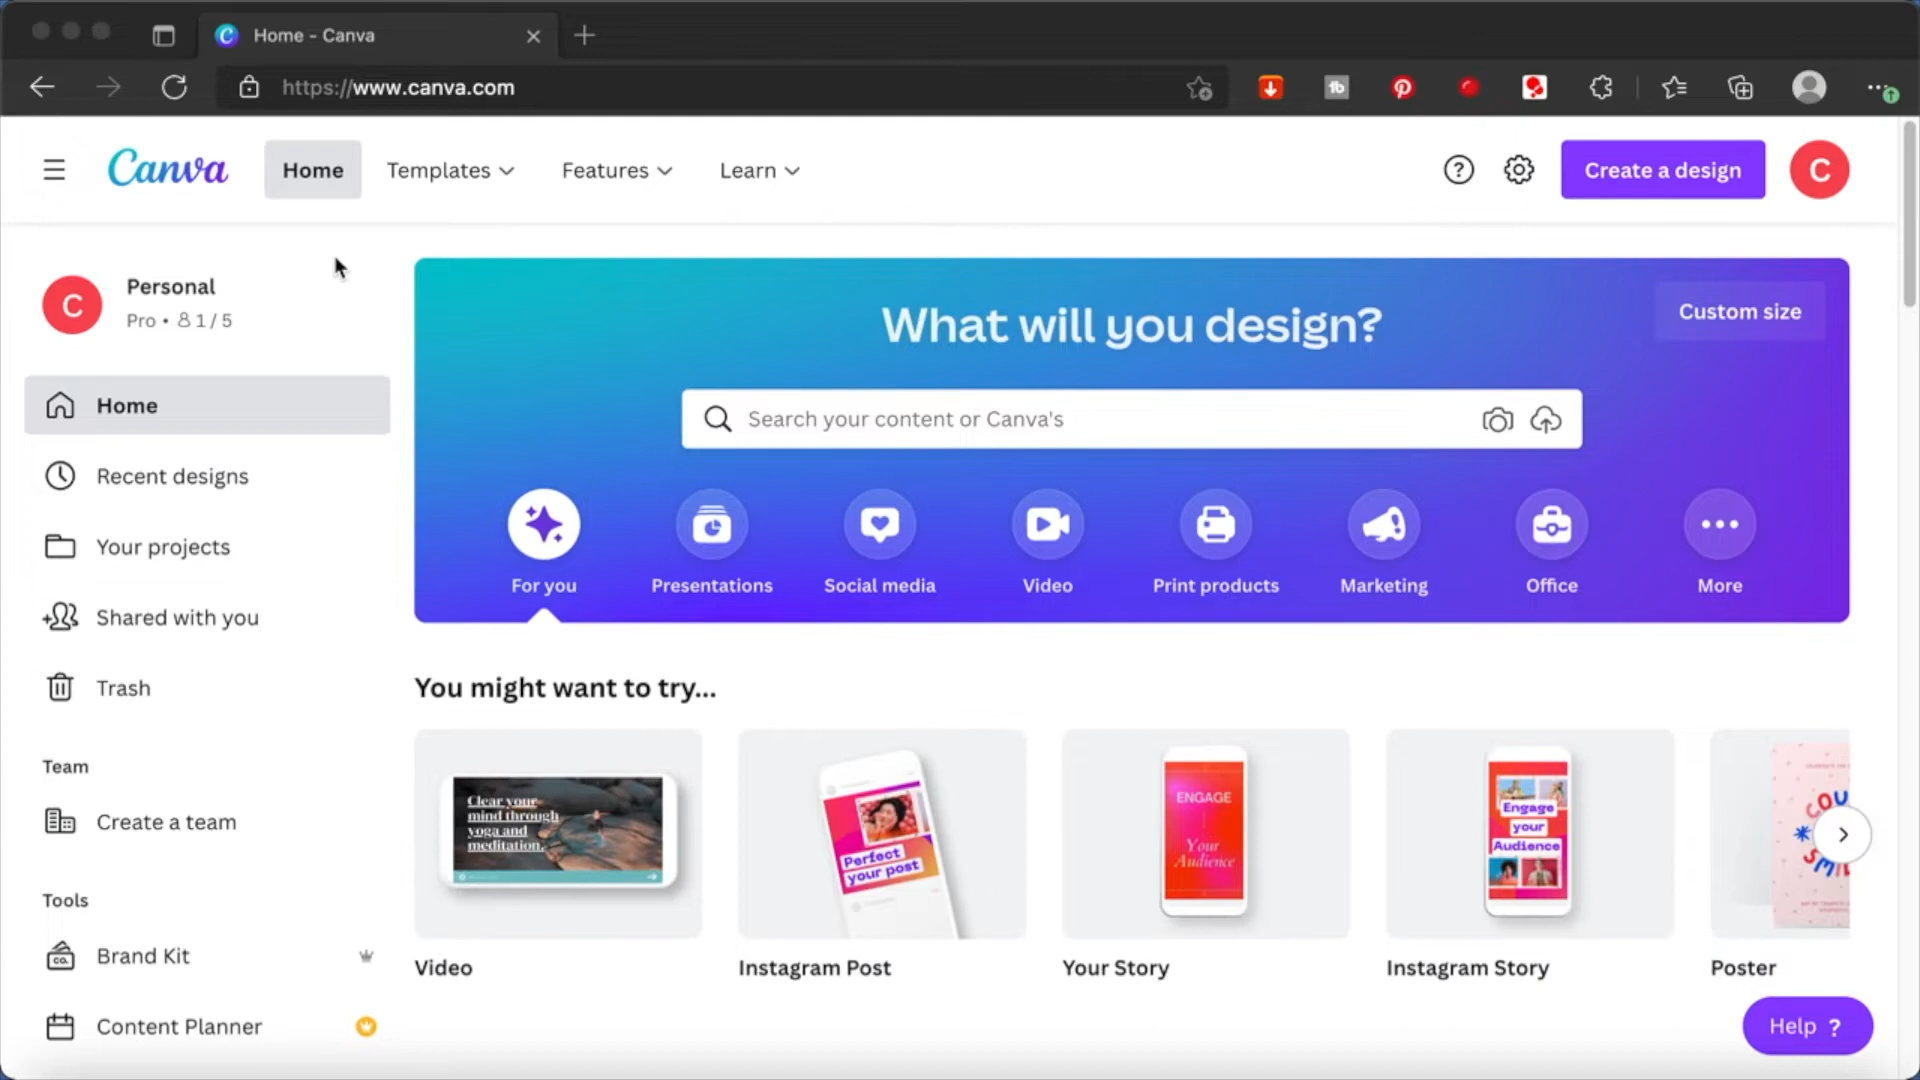 Home - Canva
https://www.canva.com
Canva
Home
Templates
Features
Learn
?
Create a design
C
C
Personal
Pro • 1 / 5
Home
Recent designs
Your projects
Shared with you
Trash
Team
Create a team
Tools
CO.
Brand Kit
Content Planner
What will you design?
Custom size
Search your content or Canva's
For you
Presentations
Social media
Video
Print products
Marketing
Office
More
You might want to try...
Clear your
mind through
yoga and
meditation.
Video
Perfect
your post
Instagram Post
ENGAGE
Your
Audience
Your Story
Engage
your
Audience
Instagram Story
Poster
Help ?